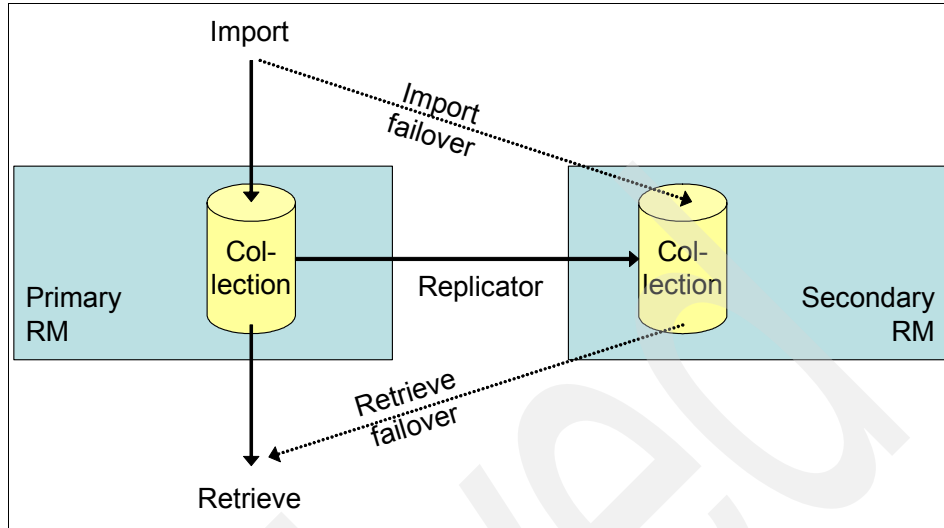 Import
Import
failover
Col-
lection
Col-
lection
Replicator
Primary
RM
Secondary
RM
Retrieve
failover
Retrieve